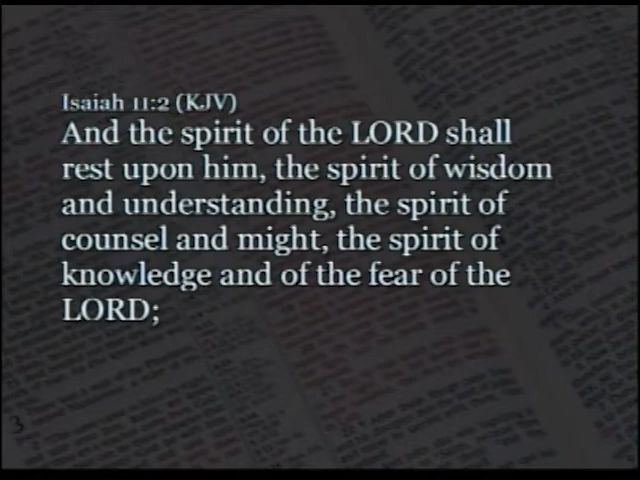 Isaiah 11:2 (KJV)
And the spirit of the LORD shall
rest upon him, the spirit of wisdom
and understanding, the spirit of
counsel and might, the spirit of
knowledge and of the fear of the
LORD;
3